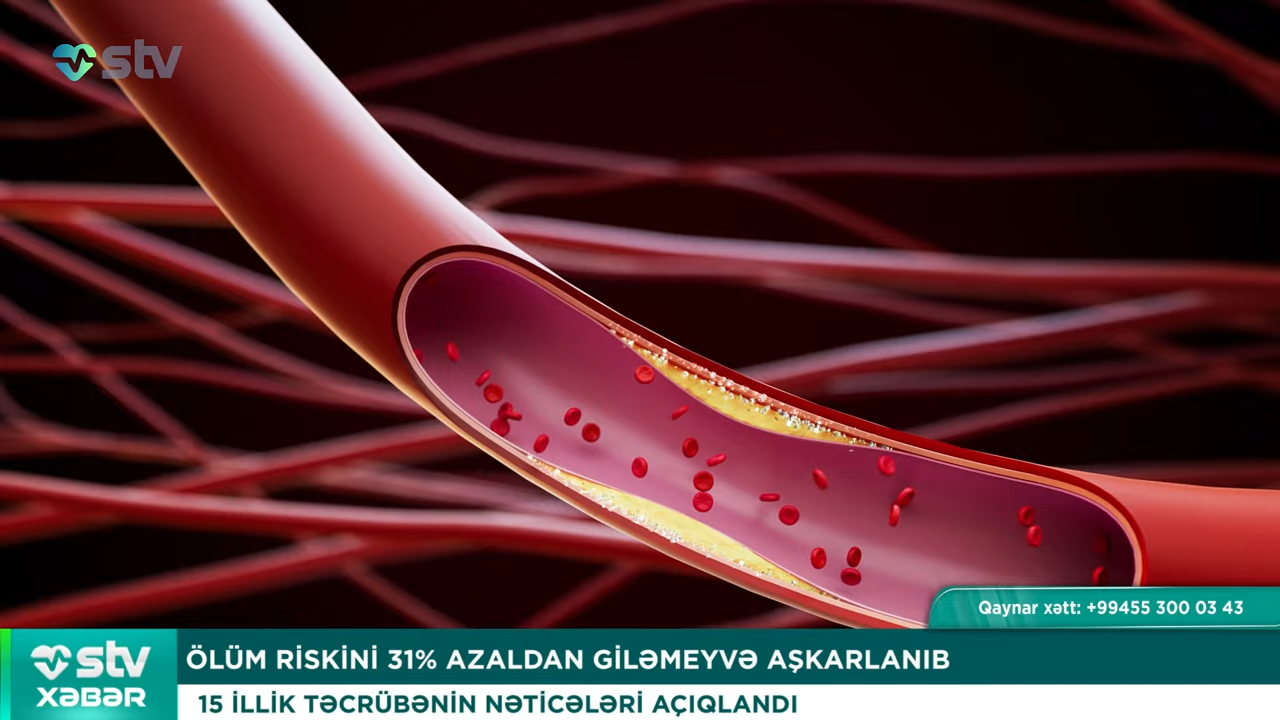 stv
Qaynar xətt: +99455 300 03 43
stv
XƏBƏR
ÖLÜM RİSKİNİ 31% AZALDAN GİLƏMEYVƏ AŞKARLANIB
15 İLLİK TƏCRÜBƏNİN NƏTİCƏLƏRİ AÇIQLANDI